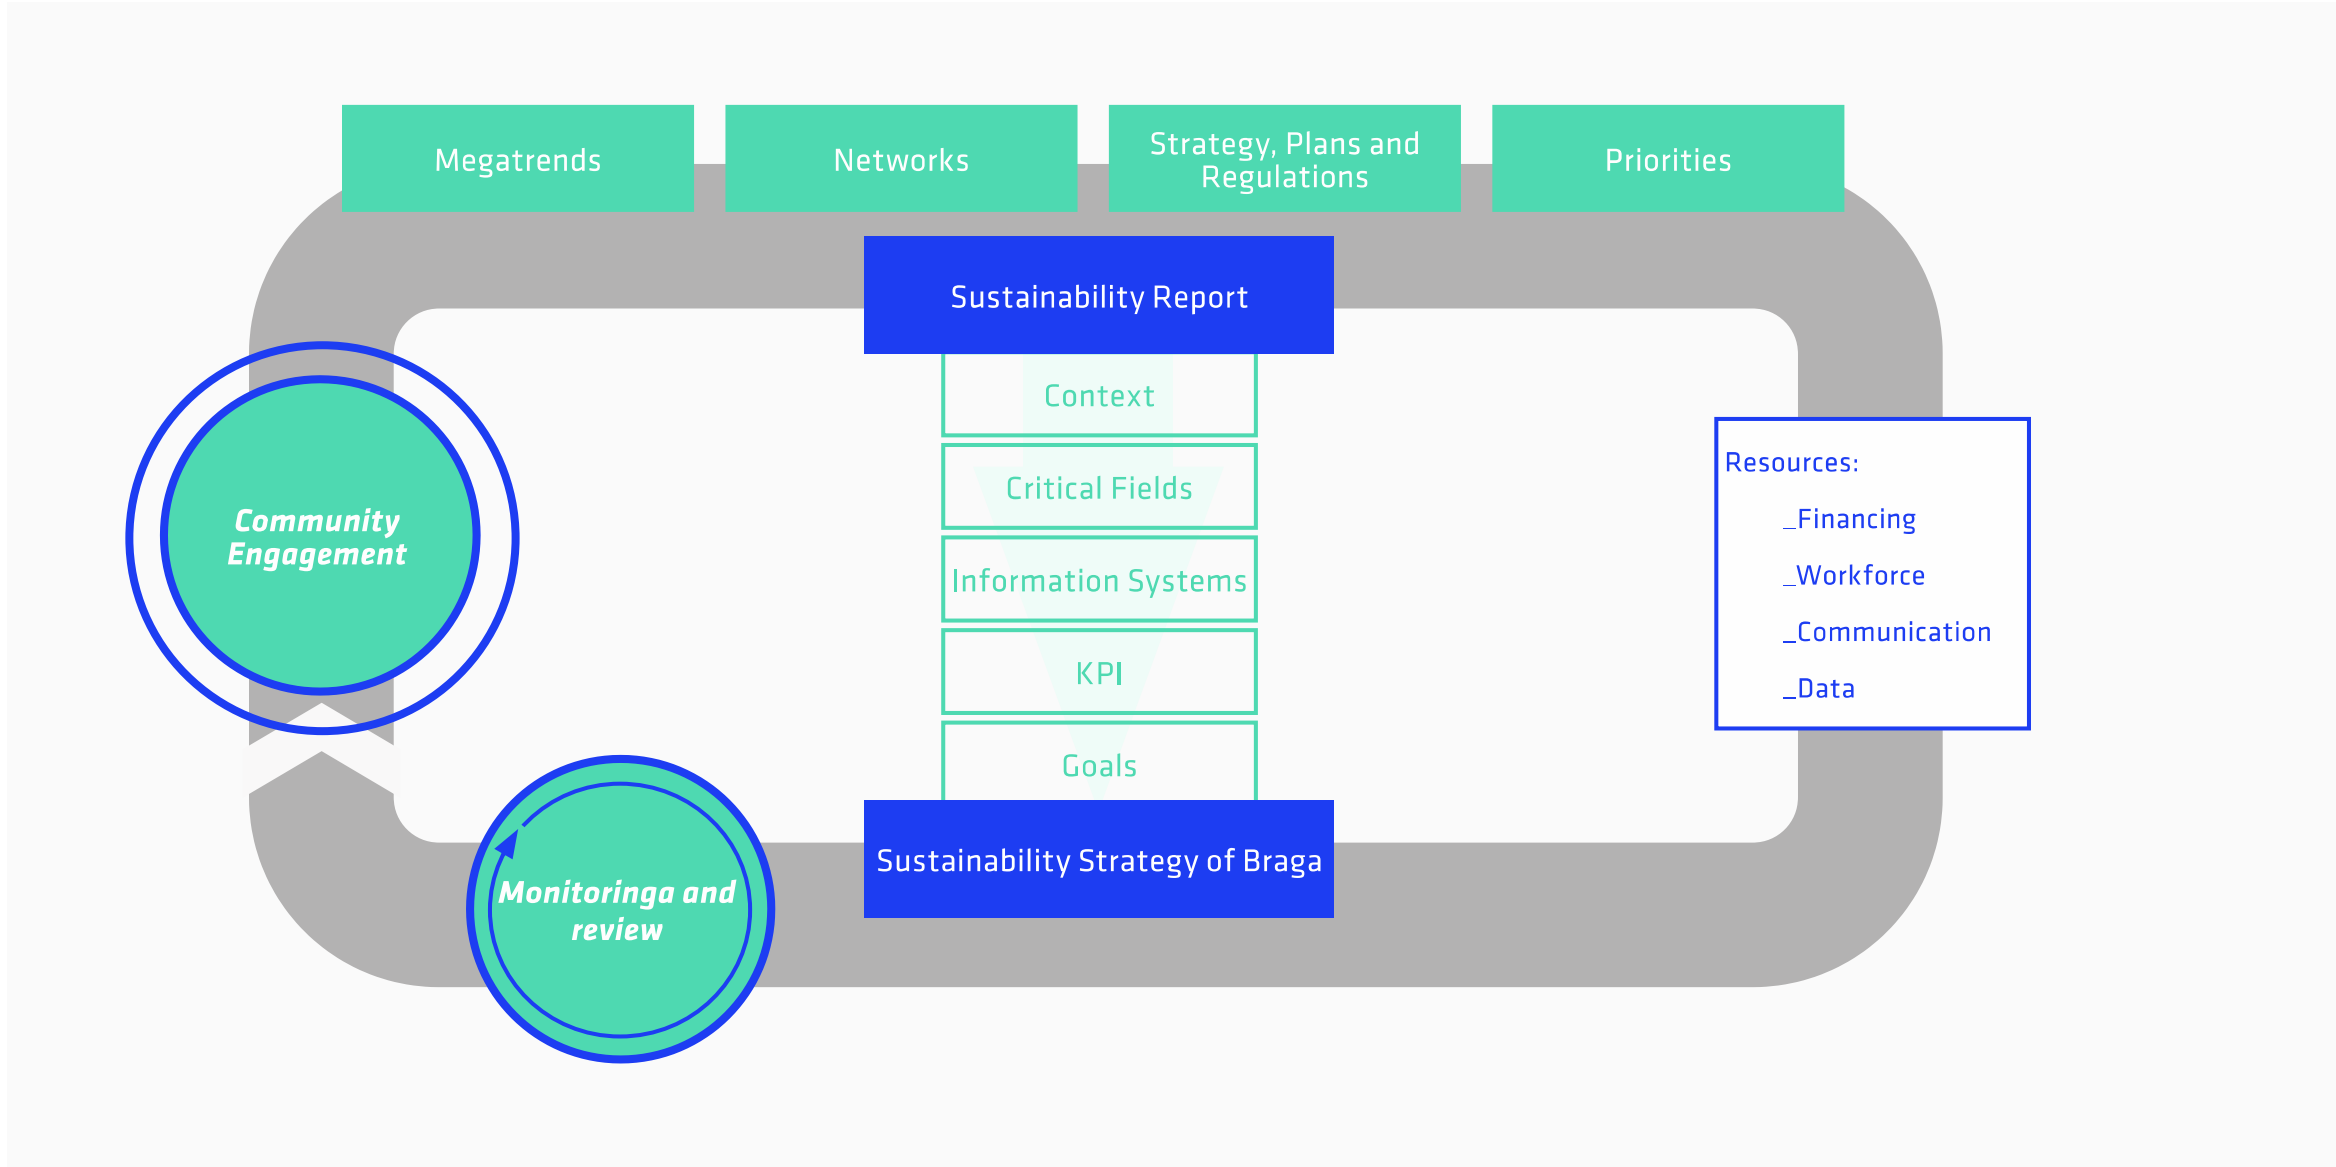 Megatrends
Networks
Strategy, Plans and
Regulations
Priorities
Sustainability Report
Context
Critical Fields
Information Systems
KPI
Goals
Sustainability Strategy of Braga
Community
Engagement
Monitoringa and
review
Resources:
_Financing
_Workforce
_Communication
_Data